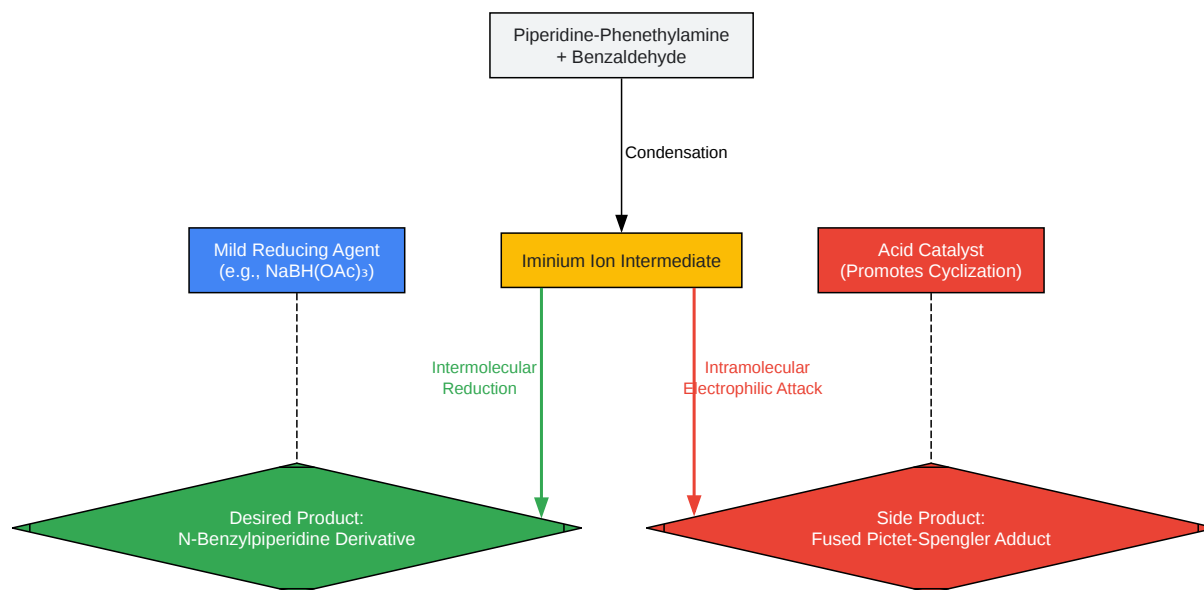 Piperidine-Phenethylamine
+ Benzaldehyde
Condensation
Mild Reducing Agent
(e.g., NaBH(OAc)₃)
Iminium Ion Intermediate
Acid Catalyst
(Promotes Cyclization)
Intermolecular
Reduction
Intramolecular
Electrophilic Attack
Desired Product:
N-Benzylpiperidine Derivative
Side Product:
Fused Pictet-Spengler Adduct